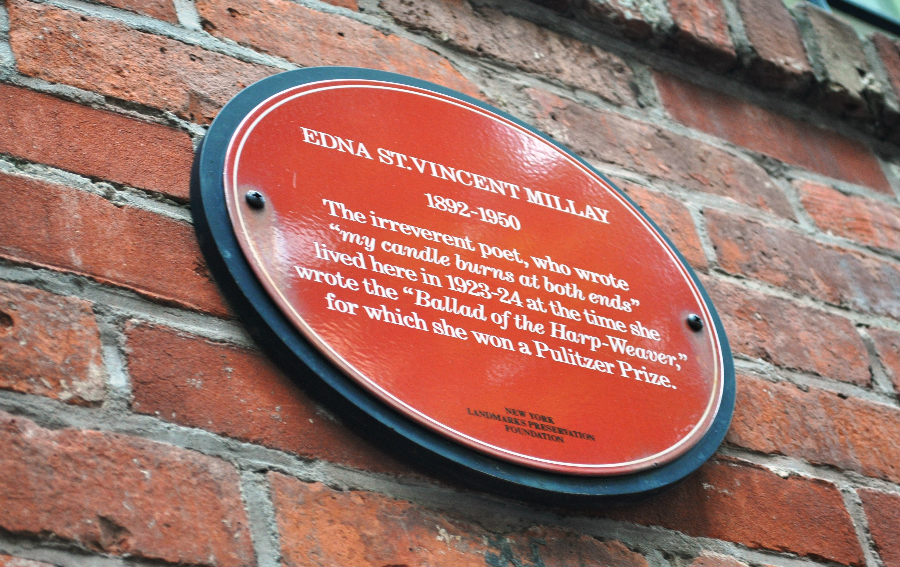 EDNA ST.VINCENT MILLAY
1892-1950
The irreverent poet, who wrote
“my candle burns at both ends”
lived here in 1923-24 at the time she
wrote the “Ballad of the Harp-Weaver,”
for which she won a Pulitzer Prize.
NEW YORK
LANDMARKS PRESERVATION
FOUNDATION